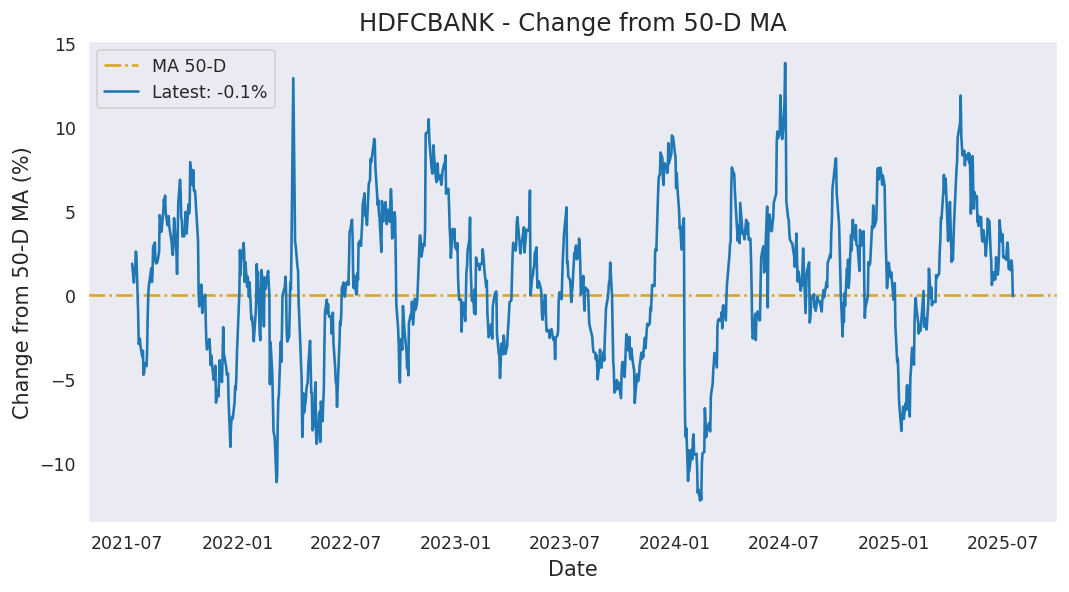 HDFCBANK - Change from 50-D MA
MA 50-D
Latest: -0.1%
Change from 50-D MA (%)
15
10
5
0
−5
−10
2021-07 2022-01 2022-07 2023-01 2023-07 2024-01 2024-07 2025-01 2025-07
Date